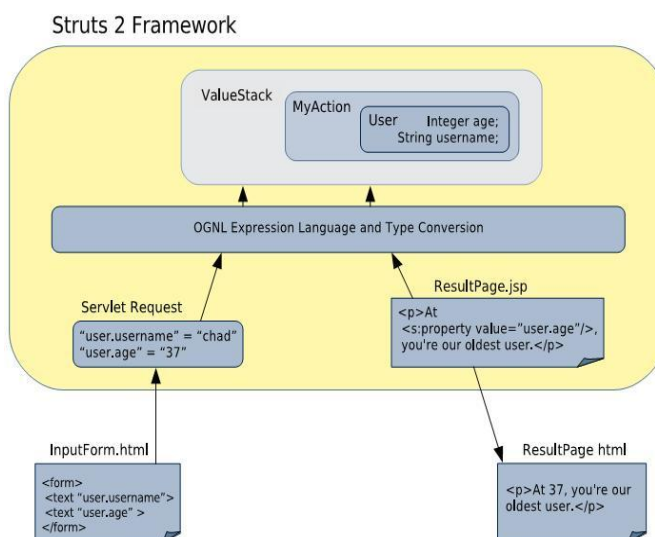 Struts 2 Framework
ValueStack
MyAction
User Integer age;
String username;
OGNL Expression Language and Type Conversion
Servlet Request
"user.username" = "chad"
"user.age" = "37"
ResultPage.jsp
<p>At
<s:property value="user.age"/>,
you're our oldest user.</p>
InputForm.html
<form>
<text "user.username">
<text "user.age" >
</form>
ResultPage html
<p>At 37, you're our
oldest user.</p>